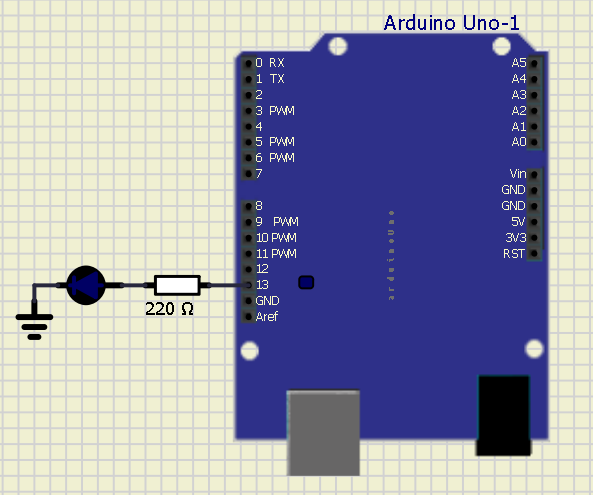 Arduino Uno-1
0 RX
1 TX
2
3 PWM
4
5 PWM
6 PWM
7
8
9 PWM
10 PWM
11 PWM
12
13
GND
Aref
A5
A4
A3
A2
A1
A0
Vin
GND
GND
5V
3V3
RST
arduinoUno
220 Ω